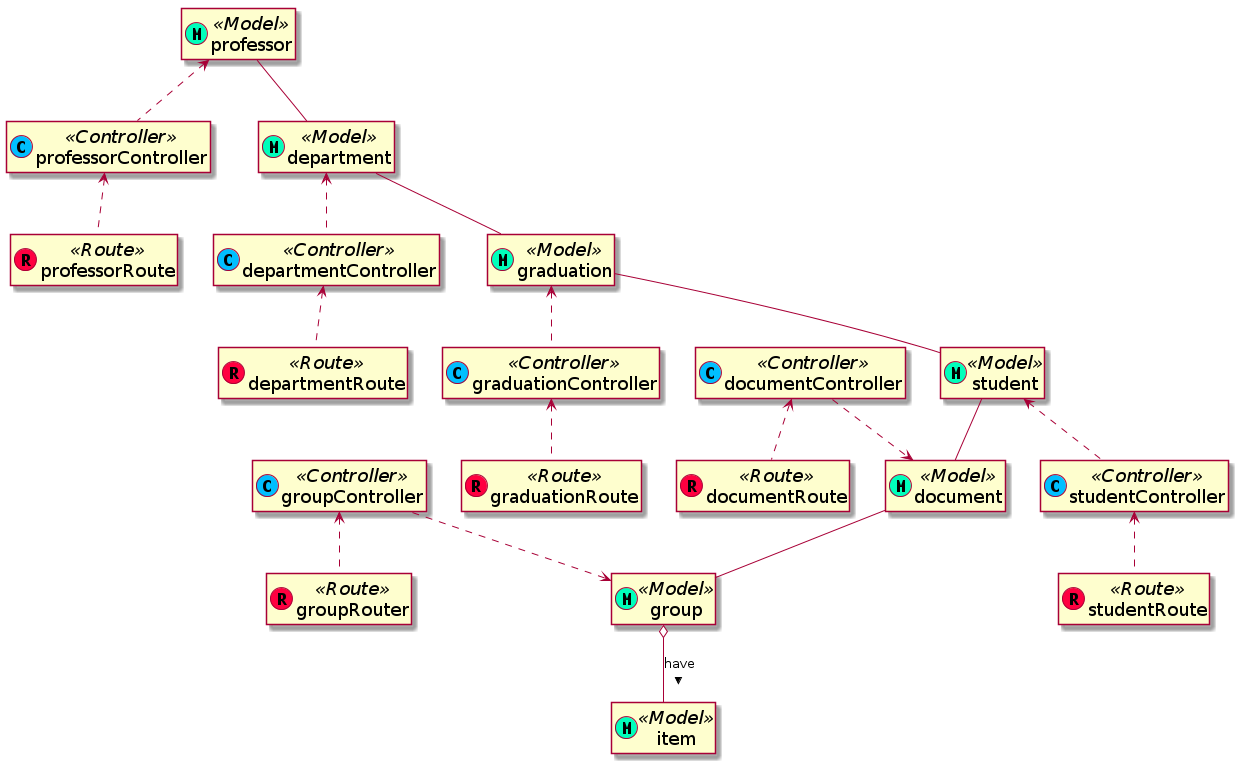 M «Model»
professor
C «Controller»
professorController
M «Model»
department
R «Route»
professorRoute
C «Controller»
departmentController
M «Model»
graduation
R «Route»
departmentRoute
C «Controller»
graduationController
C «Controller»
documentController
M «Model»
student
C «Controller»
groupController
R «Route»
graduationRoute
R «Route»
documentRoute
M «Model»
document
C «Controller»
studentController
R «Route»
groupRouter
M «Model»
group
R «Route»
studentRoute
have
M «Model»
item